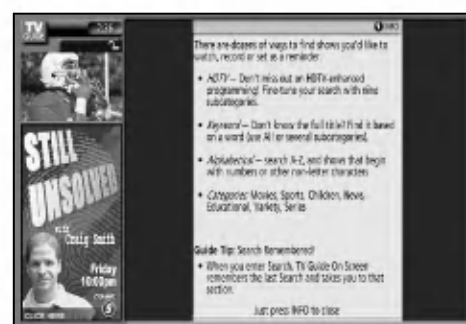 TV
GUIDE
INFO
There are dozens of ways to find shows you'd like to
watch, record or set as a reminder.
• HDTV – Don't miss out on HDTV-enhanced
programming! Fine-tune your search with nine
subcategories.
• Keyword – Don't know the full title? Find it based
on a word (use All or several subcategories).
• Alphabetical – search A-Z, and shows that begin
with numbers or other non-letter characters
• Categories: Movies, Sports, Children, News,
Educational, Variety, Series
STILL
UNSOLVED
with
Craig Smith
Friday
10:00pm
CLICK HERE
Guide Tip: Search Remembered!
• When you enter Search, TV Guide On Screen
remembers the last Search and takes you to that
section.
Just press INFO to close